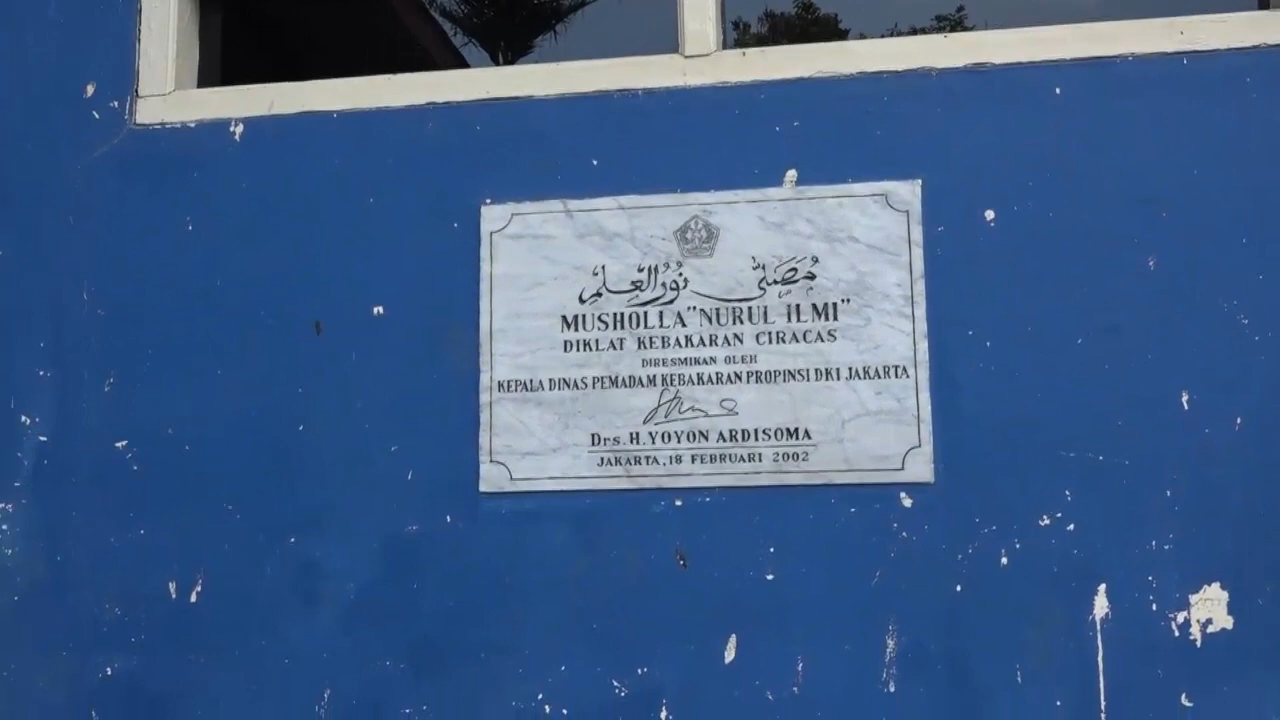 مُصَلَّى نُوْرُ الْعِلْمِ
MUSHOLLA "NURUL ILMI"
DIKLAT KEBAKARAN CIRACAS
DIRESMIKAN OLEH
KEPALA DINAS PEMADAM KEBAKARAN PROPINSI DKI JAKARTA
Drs. H. YOYON ARDISOMA
JAKARTA, 18 FEBRUARI 2002